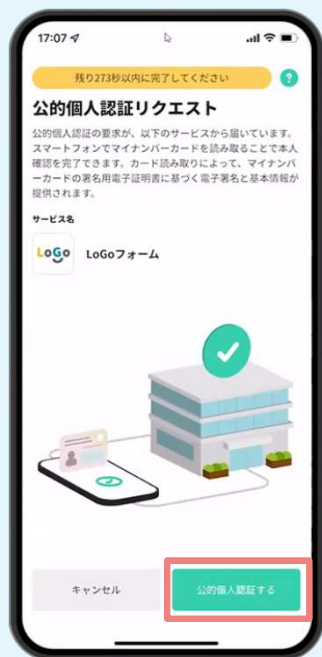 17:07
残り273秒以内に完了してください
?
公的個人認証リクエスト
公的個人認証の要求が、以下のサービスから届いています。
スマートフォンでマイナンバーカードを読み取ることで本人
確認を完了できます。カード読み取りによって、マイナンバ
ーカードの署名用電子証明書に基づく電子署名と基本情報が
提供されます。
サービス名
LoGo
LoGoフォーム
キャンセル
公的個人認証する